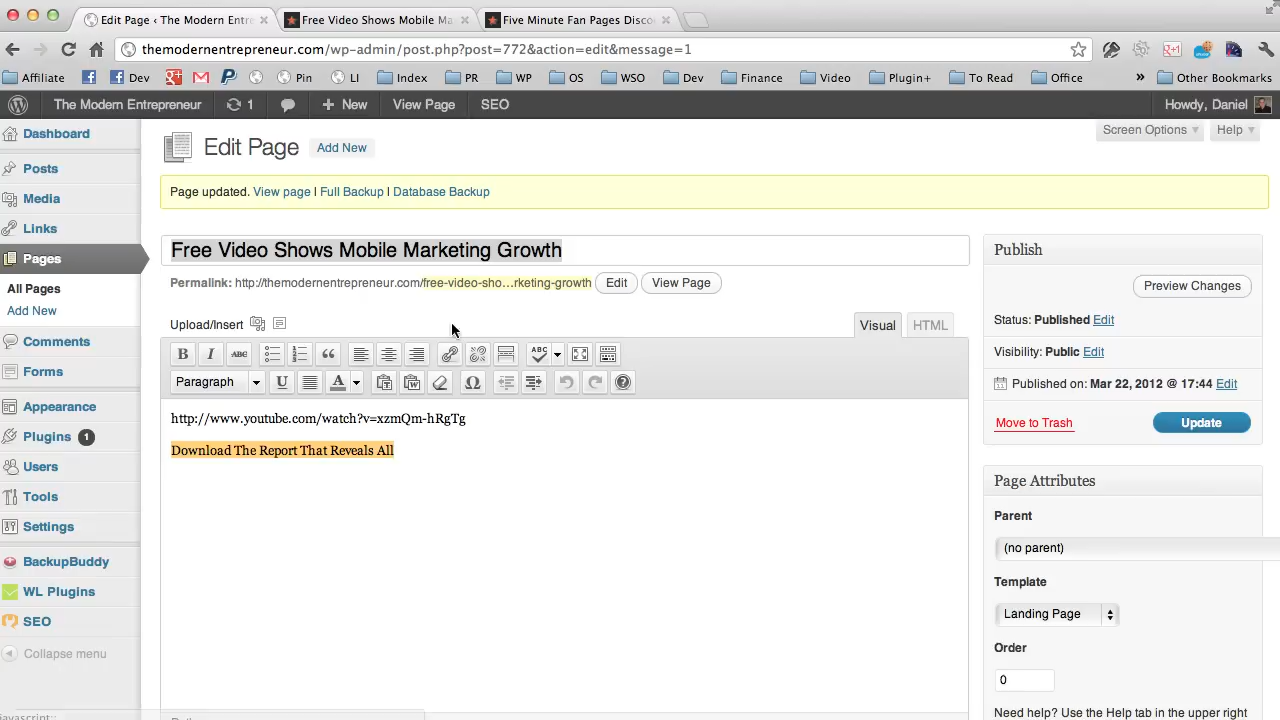 Edit Page ‹ The Modern Entre
Free Video Shows Mobile Ma
Five Minute Fan Pages Disco
themodernentrepreneur.com/wp-admin/post.php?post=772&action=edit&message=1
Affiliate
Dev
Pin
LI
Index
PR
WP
OS
WSO
Dev
Finance
Video
Plugin+
To Read
Office
»
Other Bookmarks
The Modern Entrepreneur
1
+ New
View Page
SEO
Howdy, Daniel
Dashboard
Posts
Media
Links
Pages
All Pages
Add New
Comments
Forms
Appearance
Plugins 1
Users
Tools
Settings
BackupBuddy
WL Plugins
SEO
Collapse menu
Screen Options
Help
Edit Page
Add New
Page updated. View page | Full Backup | Database Backup
Free Video Shows Mobile Marketing Growth
Permalink: http://themodernentrepreneur.com/free-video-sho...rketing-growth Edit View Page
Upload/Insert
Visual
HTML
B I ABC
ABC
Paragraph
U
A
Ω
http://www.youtube.com/watch?v=xzmQm-hRgTg
Download The Report That Reveals All
Publish
Preview Changes
Status: Published Edit
Visibility: Public Edit
Published on: Mar 22, 2012 @ 17:44 Edit
Move to Trash
Update
Page Attributes
Parent
(no parent)
Template
Landing Page
Order
0
Need help? Use the Help tab in the upper right